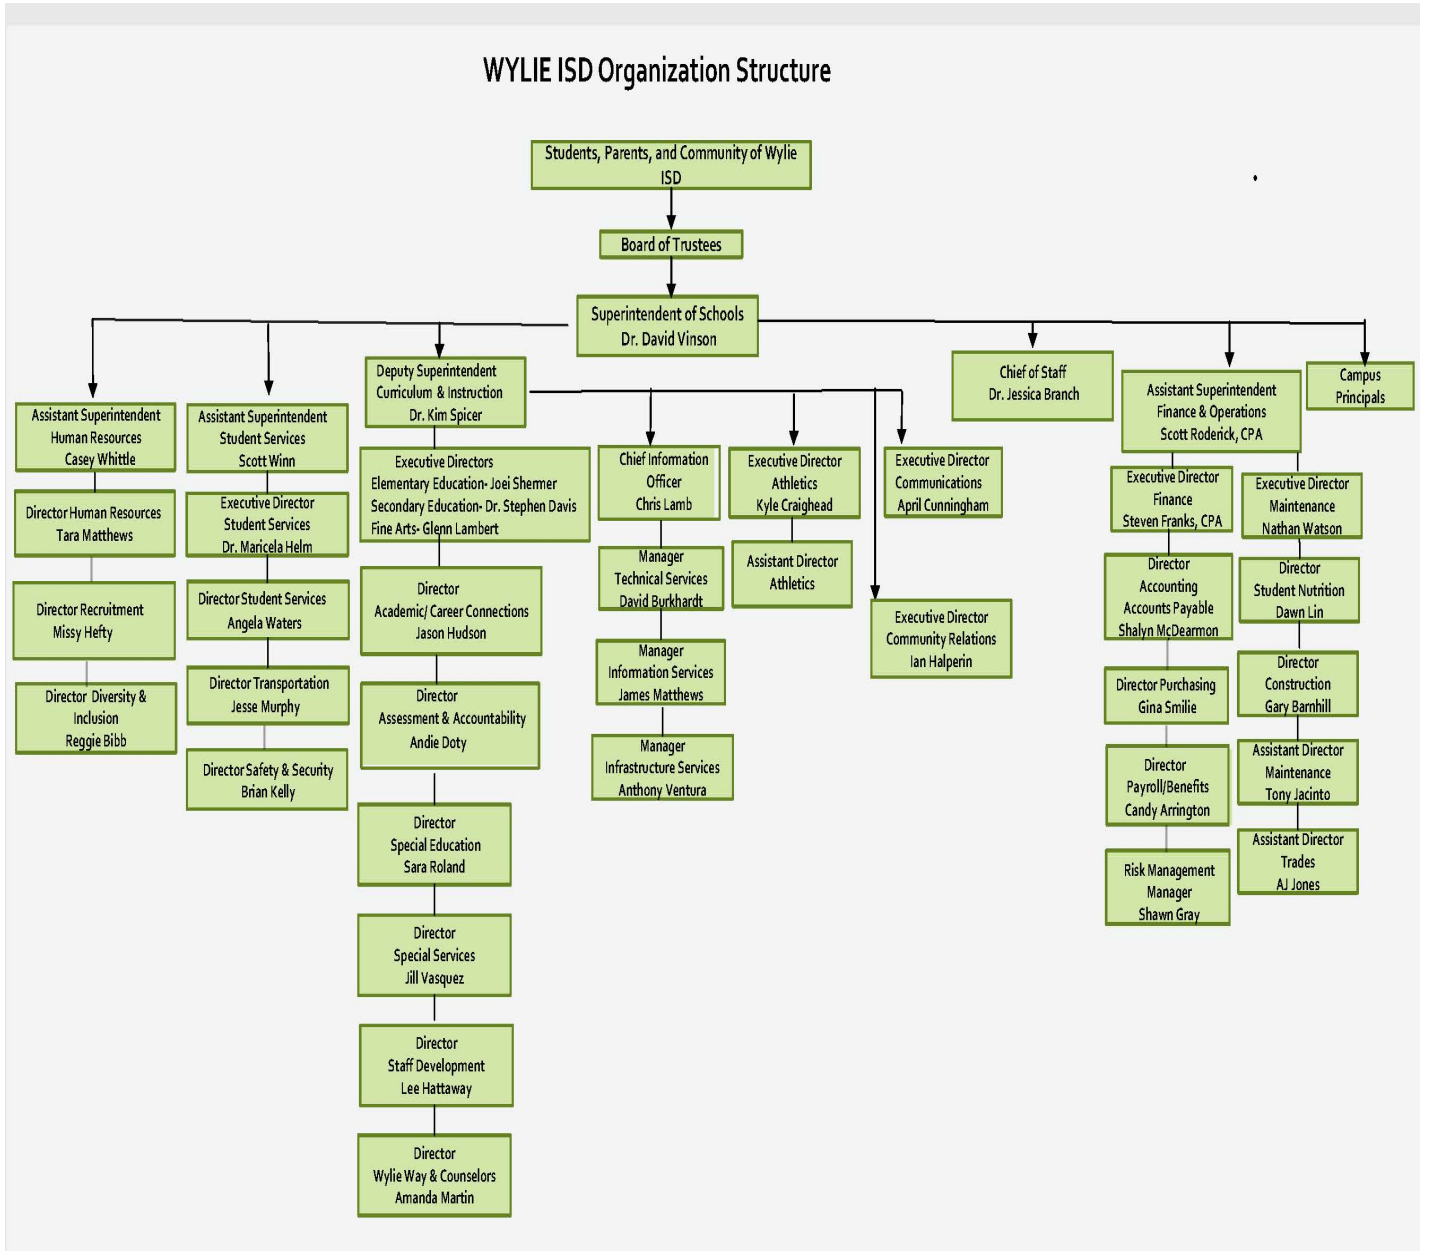 WYLIE ISD Organization Structure
Students, Parents, and Community of Wylie
ISD
Board of Trustees
Superintendent of Schools
Dr. David Vinson
Assistant Superintendent
Human Resources
Casey Whittle
Director Human Resources
Tara Matthews
Director Recruitment
Missy Hefty
Director Diversity &
Inclusion
Reggie Bibb
Assistant Superintendent
Student Services
Scott Winn
Executive Director
Student Services
Dr. Maricela Helm
Director Student Services
Angela Waters
Director Transportation
Jesse Murphy
Director Safety & Security
Brian Kelly
Deputy Superintendent
Curriculum & Instruction
Dr. Kim Spicer
Executive Directors
Elementary Education- Joei Shermer
Secondary Education- Dr. Stephen Davis
Fine Arts- Glenn Lambert
Director
Academic/ Career Connections
Jason Hudson
Director
Assessment & Accountability
Andie Doty
Director
Special Education
Sara Roland
Director
Special Services
Jill Vasquez
Director
Staff Development
Lee Hattaway
Director
Wylie Way & Counselors
Amanda Martin
Chief Information
Officer
Chris Lamb
Manager
Technical Services
David Burkhardt
Manager
Information Services
James Matthews
Manager
Infrastructure Services
Anthony Ventura
Executive Director
Athletics
Kyle Craighead
Assistant Director
Athletics
Executive Director
Communications
April Cunningham
Executive Director
Community Relations
Ian Halperin
Chief of Staff
Dr. Jessica Branch
Assistant Superintendent
Finance & Operations
Scott Roderick, CPA
Executive Director
Finance
Steven Franks, CPA
Director
Accounting
Accounts Payable
Shalyn McDearmon
Director Purchasing
Gina Smilie
Director
Payroll/Benefits
Candy Arrington
Risk Management
Manager
Shawn Gray
Executive Director
Maintenance
Nathan Watson
Director
Student Nutrition
Dawn Lin
Director
Construction
Gary Barnhill
Assistant Director
Maintenance
Tony Jacinto
Assistant Director
Trades
AJ Jones
Campus
Principals